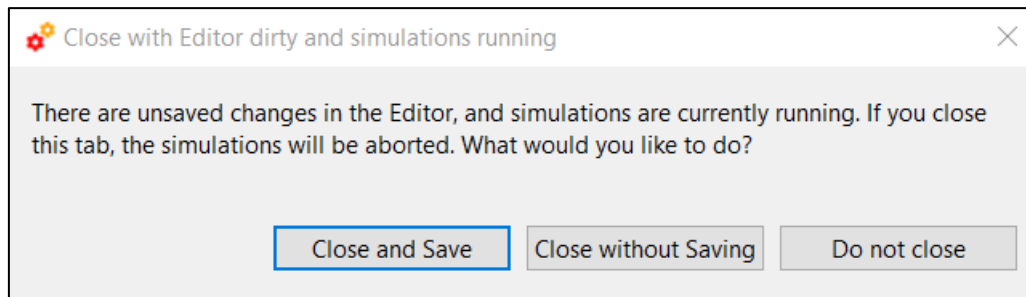 Close with Editor dirty and simulations running
There are unsaved changes in the Editor, and simulations are currently running. If you close
this tab, the simulations will be aborted. What would you like to do?
Close and Save
Close without Saving
Do not close